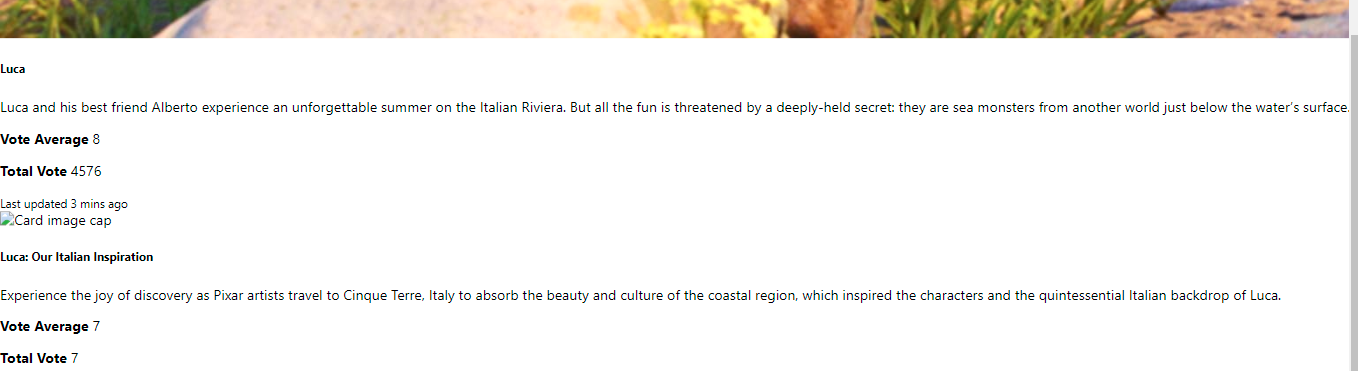 Luca
Luca and his best friend Alberto experience an unforgettable summer on the Italian Riviera. But all the fun is threatened by a deeply-held secret: they are sea monsters from another world just below the water’s surface.
Vote Average 8
Total Vote 4576
Last updated 3 mins ago
Card image cap
Luca: Our Italian Inspiration
Experience the joy of discovery as Pixar artists travel to Cinque Terre, Italy to absorb the beauty and culture of the coastal region, which inspired the characters and the quintessential Italian backdrop of Luca.
Vote Average 7
Total Vote 7